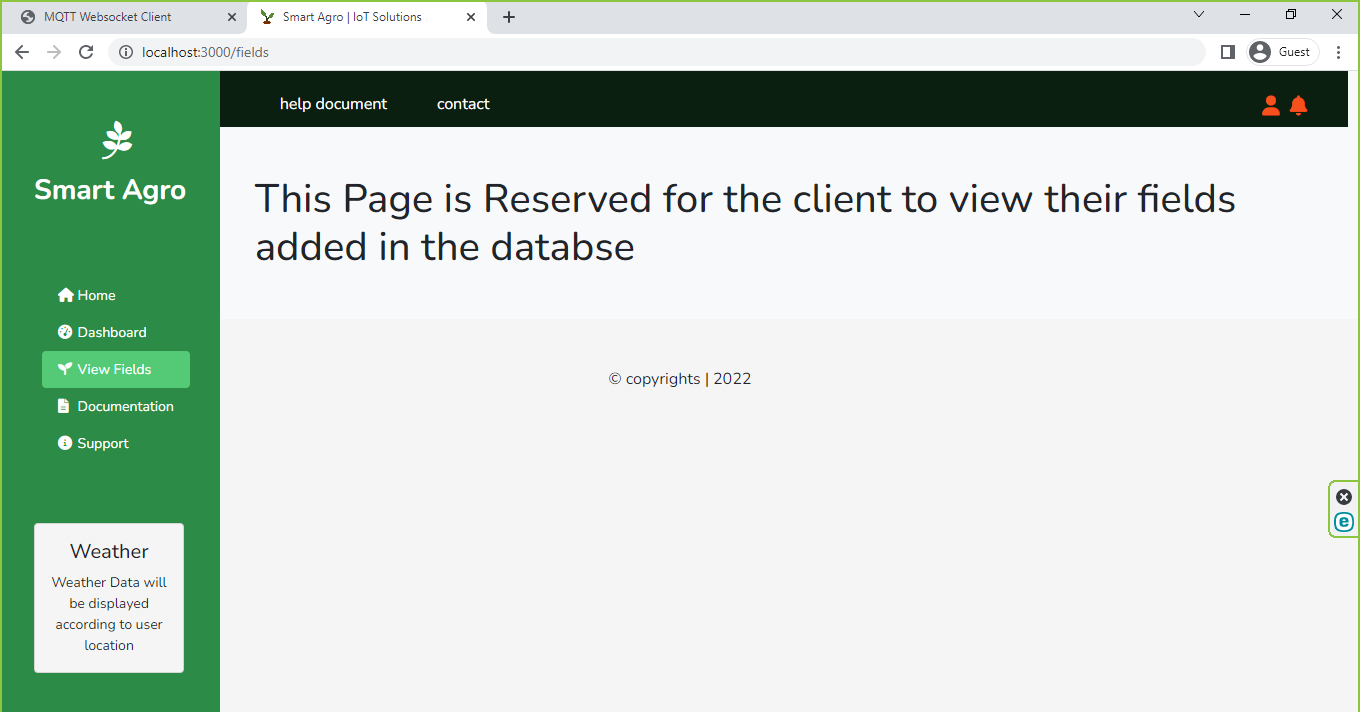 MQTT Websocket Client
Smart Agro | IoT Solutions
localhost:3000/fields
Guest
help document
contact
Smart Agro
This Page is Reserved for the client to view their fields
added in the databse
Home
Dashboard
View Fields
Documentation
Support
© copyrights | 2022
e
Weather
Weather Data will
be displayed
according to user
location